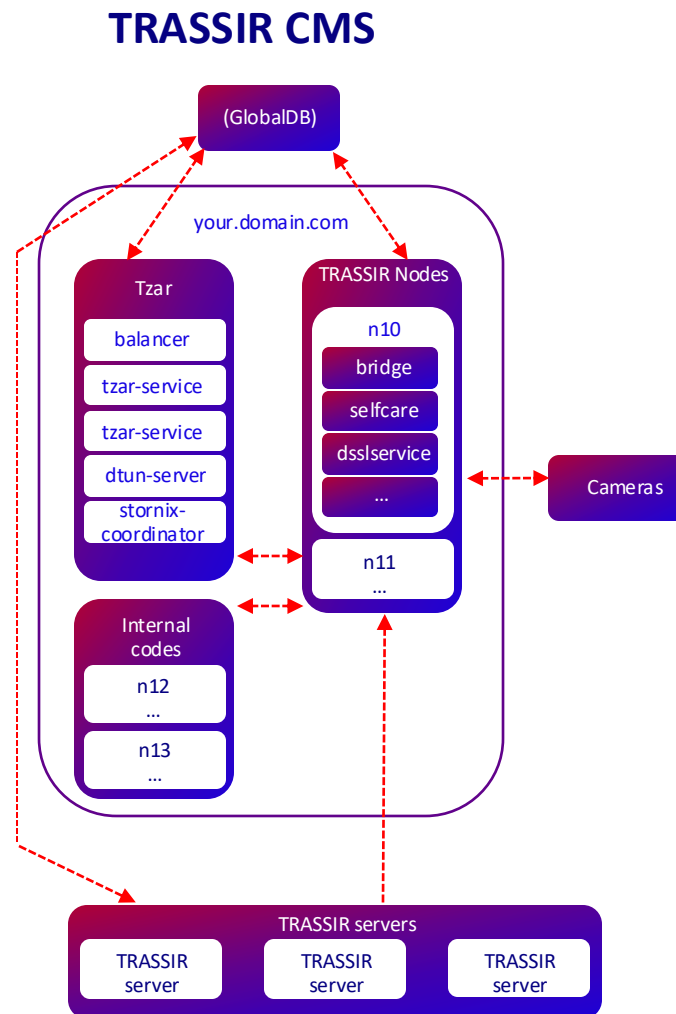 TRASSIR CMS
(GlobalDB)
your.domain.com
Tzar
balancer
tzar-service
tzar-service
dtun-server
stornix-
coordinator
TRASSIR Nodes
n10
bridge
selfcare
dsslservice
...
n11
...
Cameras
Internal
codes
n12
...
n13
...
TRASSIR servers
TRASSIR
server
TRASSIR
server
TRASSIR
server